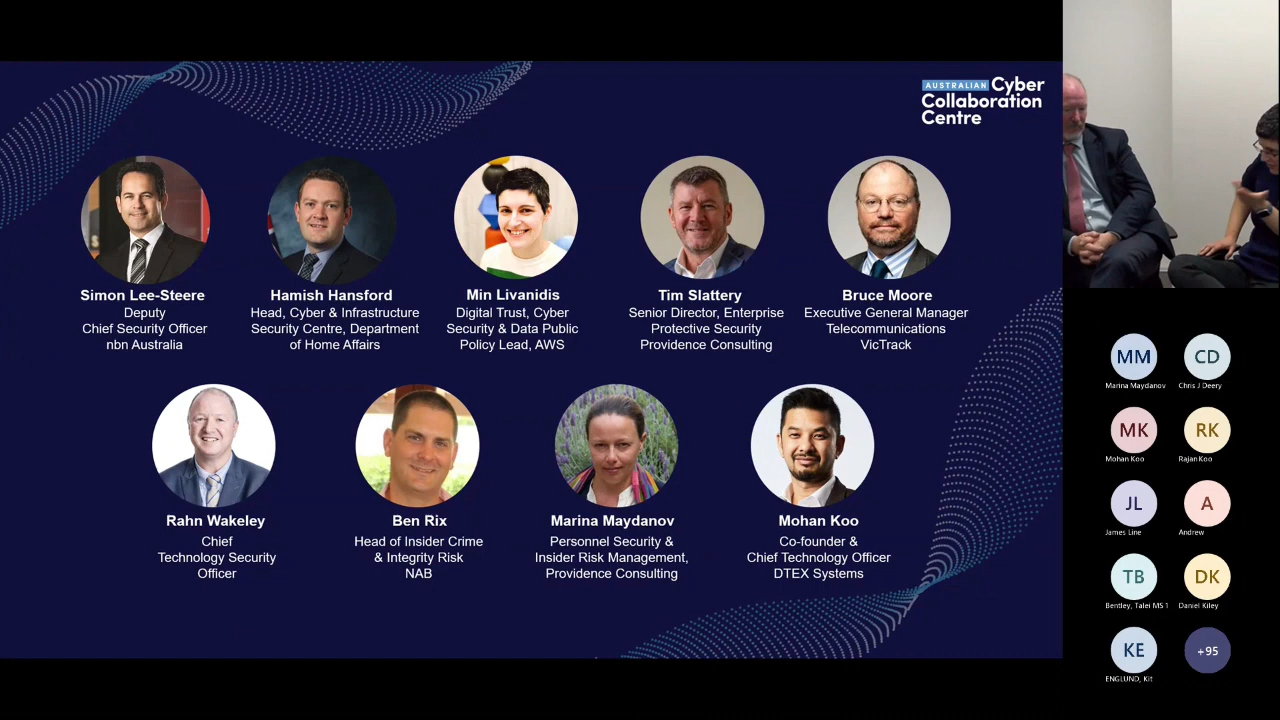 AUSTRALIAN Cyber
Collaboration
Centre
Simon Lee-Steere
Deputy
Chief Security Officer
nbn Australia
Hamish Hansford
Head, Cyber & Infrastructure
Security Centre, Department
of Home Affairs
Min Livanidis
Digital Trust, Cyber
Security & Data Public
Policy Lead, AWS
Tim Slattery
Senior Director, Enterprise
Protective Security
Providence Consulting
Bruce Moore
Executive General Manager
Telecommunications
VicTrack
Rahn Wakeley
Chief
Technology Security
Officer
Ben Rix
Head of Insider Crime
& Integrity Risk
NAB
Marina Maydanov
Personnel Security &
Insider Risk Management,
Providence Consulting
Mohan Koo
Co-founder &
Chief Technology Officer
DTEX Systems
MM
Marina Maydanov
CD
Chris J Deery
MK
Mohan Koo
RK
Rajan Koo
JL
James Line
A
Andrew
TB
Bentley, Talei MS 1
DK
Daniel Kiley
KE
ENGLUND, Kit
+95